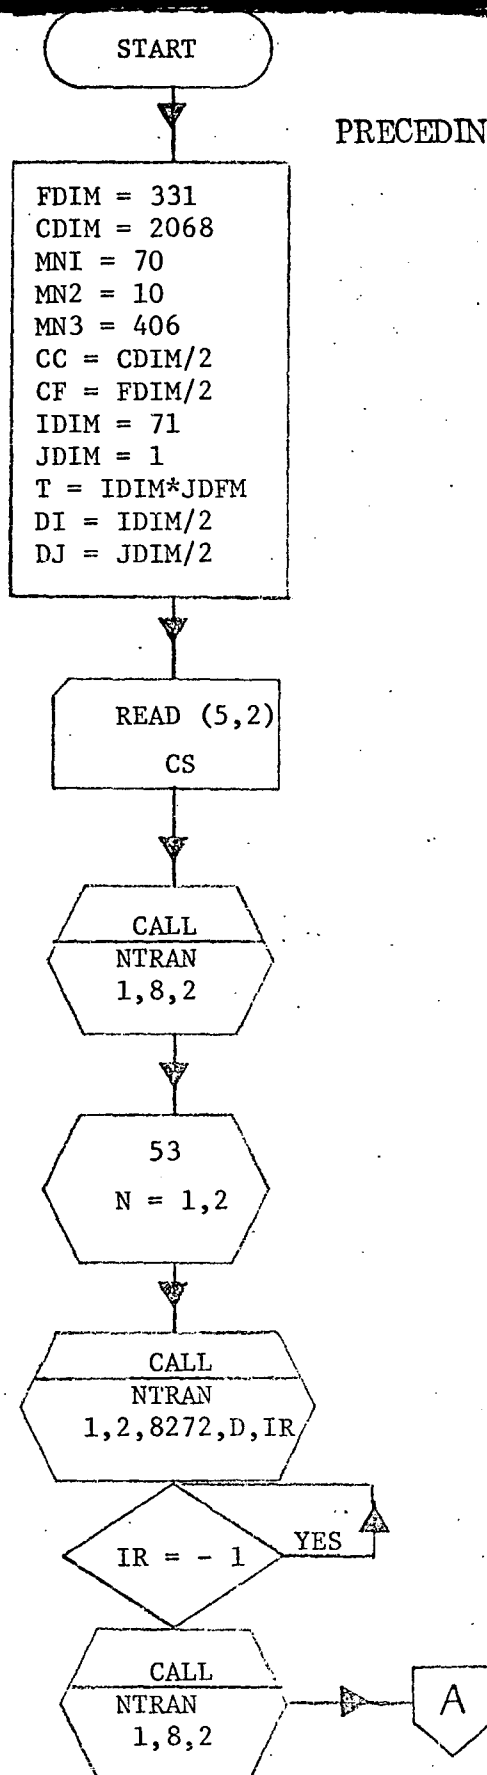 START
PRECEDIN
FDIM = 331
CDIM = 2068
MNI = 70
MN2 = 10
MN3 = 406
CC = CDIM/2
CF = FDIM/2
IDIM = 71
JDIM = 1
T = IDIM*JDFM
DI = IDIM/2
DJ = JDIM/2
READ (5,2)
CS
CALL
NTRAN
1,8,2
53
N = 1,2
CALL
NTRAN
1,2,8272,D,IR
IR = - 1
YES
CALL
NTRAN
1,8,2
A